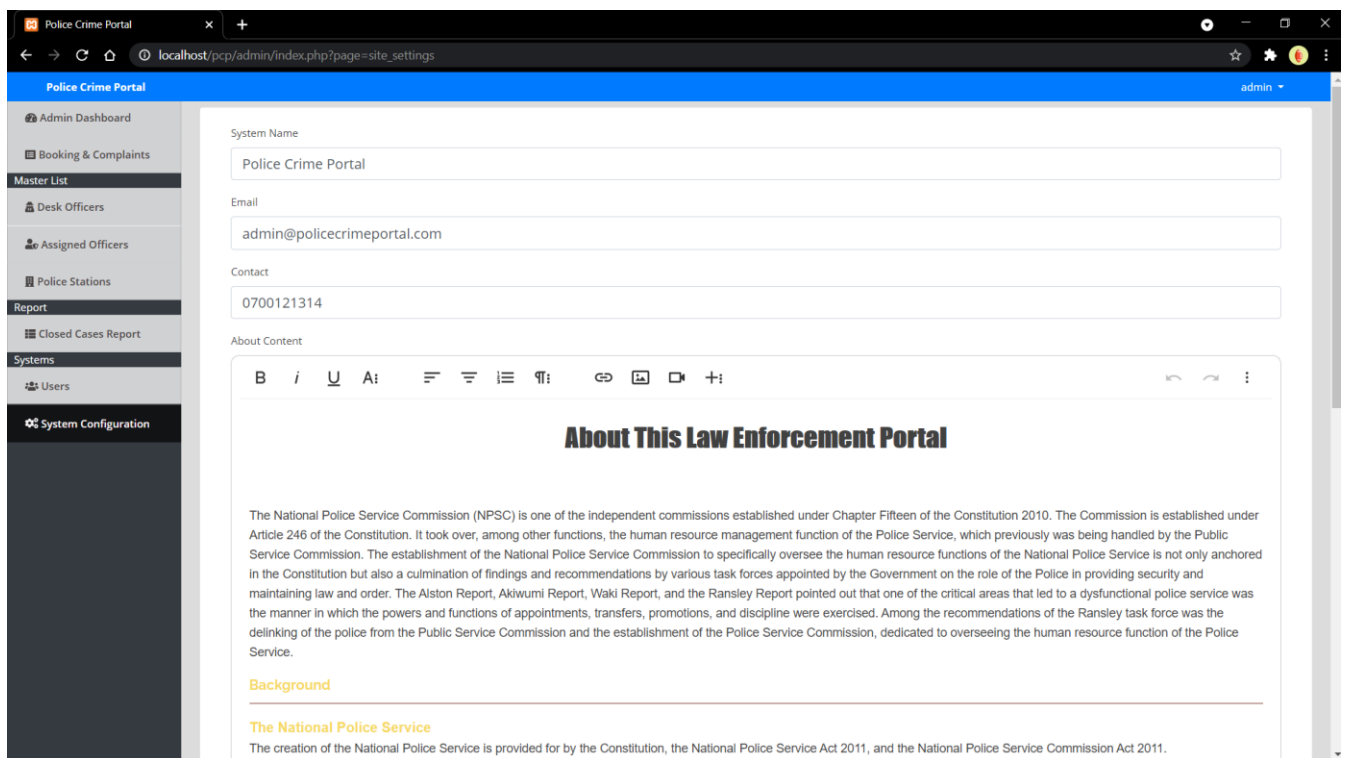 Police Crime Portal
localhost/pcp/admin/index.php?page=site_settings
Police Crime Portal
admin
Admin Dashboard
Booking & Complaints
Master List
Desk Officers
Assigned Officers
Police Stations
Report
Closed Cases Report
Systems
Users
System Configuration
System Name
Police Crime Portal
Email
admin@policecrimeportal.com
Contact
0700121314
About Content
B i U A
About This Law Enforcement Portal
The National Police Service Commission (NPSC) is one of the independent commissions established under Chapter Fifteen of the Constitution 2010. The Commission is established under
Article 246 of the Constitution. It took over, among other functions, the human resource management function of the Police Service, which previously was being handled by the Public
Service Commission. The establishment of the National Police Service Commission to specifically oversee the human resource functions of the National Police Service is not only anchored
in the Constitution but also a culmination of findings and recommendations by various task forces appointed by the Government on the role of the Police in providing security and
maintaining law and order. The Alston Report, Akiwumi Report, Waki Report, and the Ransley Report pointed out that one of the critical areas that led to a dysfunctional police service was
the manner in which the powers and functions of appointments, transfers, promotions, and discipline were exercised. Among the recommendations of the Ransley task force was the
delinking of the police from the Public Service Commission and the establishment of the Police Service Commission, dedicated to overseeing the human resource function of the Police
Service.
Background
The National Police Service
The creation of the National Police Service is provided for by the Constitution, the National Police Service Act 2011, and the National Police Service Commission Act 2011.